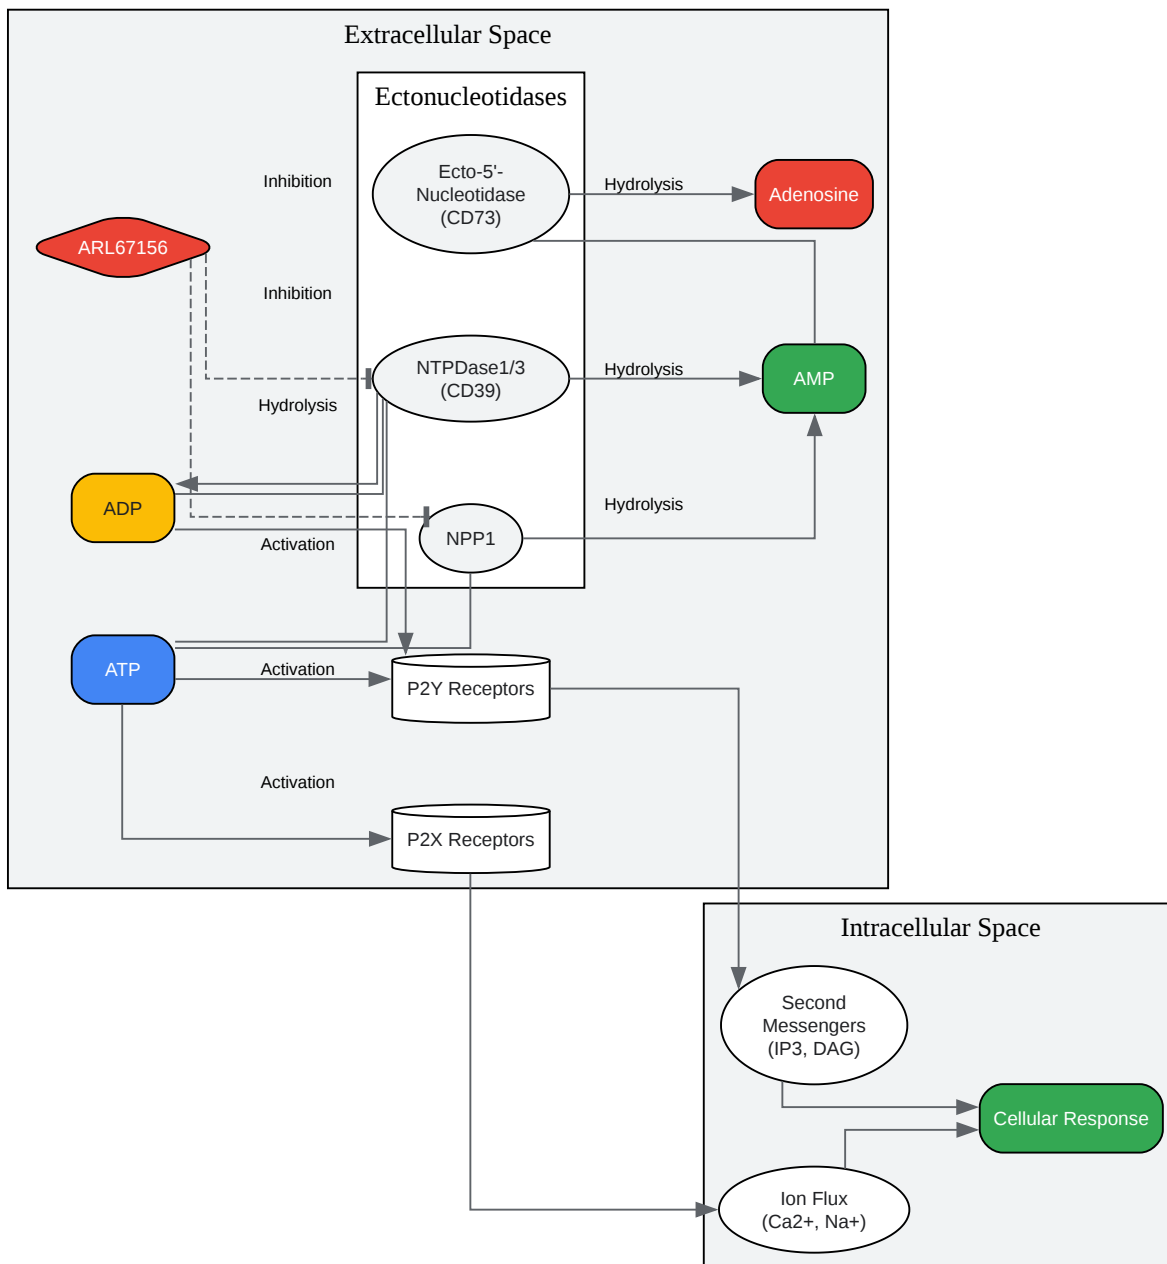 Extracellular Space
Ectonucleotidases
Ecto-5'-
Nucleotidase
(CD73)
Inhibition
Hydrolysis
Adenosine
ARL67156
Inhibition
NTPDase1/3
(CD39)
Hydrolysis
AMP
Hydrolysis
ADP
Hydrolysis
NPP1
Activation
ATP
Activation
P2Y Receptors
Activation
P2X Receptors
Intracellular Space
Second
Messengers
(IP3, DAG)
Cellular Response
Ion Flux
(Ca2+, Na+)